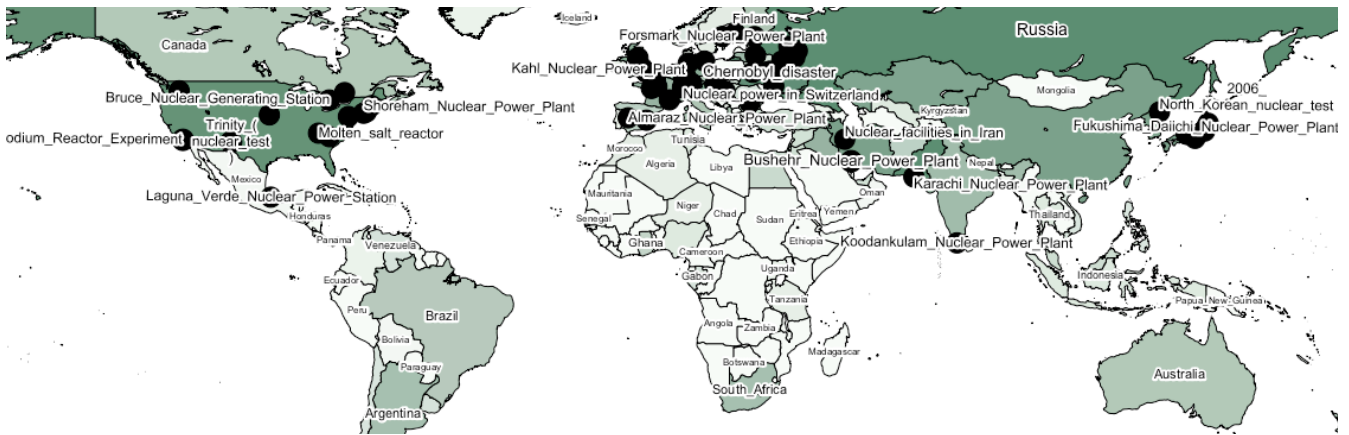 Iceland
Finland
Russia
Forsmark_Nuclear_Power_Plant
Canada
Kahl_Nuclear_Power_Plant
Chernobyl_disaster
Mongolia
2006_
North_Korean_nuclear_test
Bruce_Nuclear_Generating_Station
Shoreham_Nuclear_Power_Plant
Nuclear_power_in_Switzerland
Kyrgyzstan
Trinity_(
nuclear_test
Almaraz_Nuclear_Power_Plant
Fukushima_Daiichi_Nuclear_Power_Plant
odium_Reactor_Experiment
Molten_salt_reactor
Nuclear_facilities_in_Iran
Tunisia
Morocco
Algeria
Libya
Bushehr_Nuclear_Power_Plant
Nepal
Mexico
Karachi_Nuclear_Power_Plant
Laguna_Verde_Nuclear_Power_Station
Mauritania
Oman
Niger
Chad
Sudan
Eritrea
Yemen
Thailand
Honduras
Senegal
Panama
Venezuela
Ghana
Cameroon
Ethiopia
Koodankulam_Nuclear_Power_Plant
Ecuador
Gabon
Uganda
Indonesia
Tanzania
Papua_New_Guinea
Peru
Brazil
Angola
Zambia
Bolivia
Madagascar
Paraguay
Botswana
Australia
South_Africa
Argentina